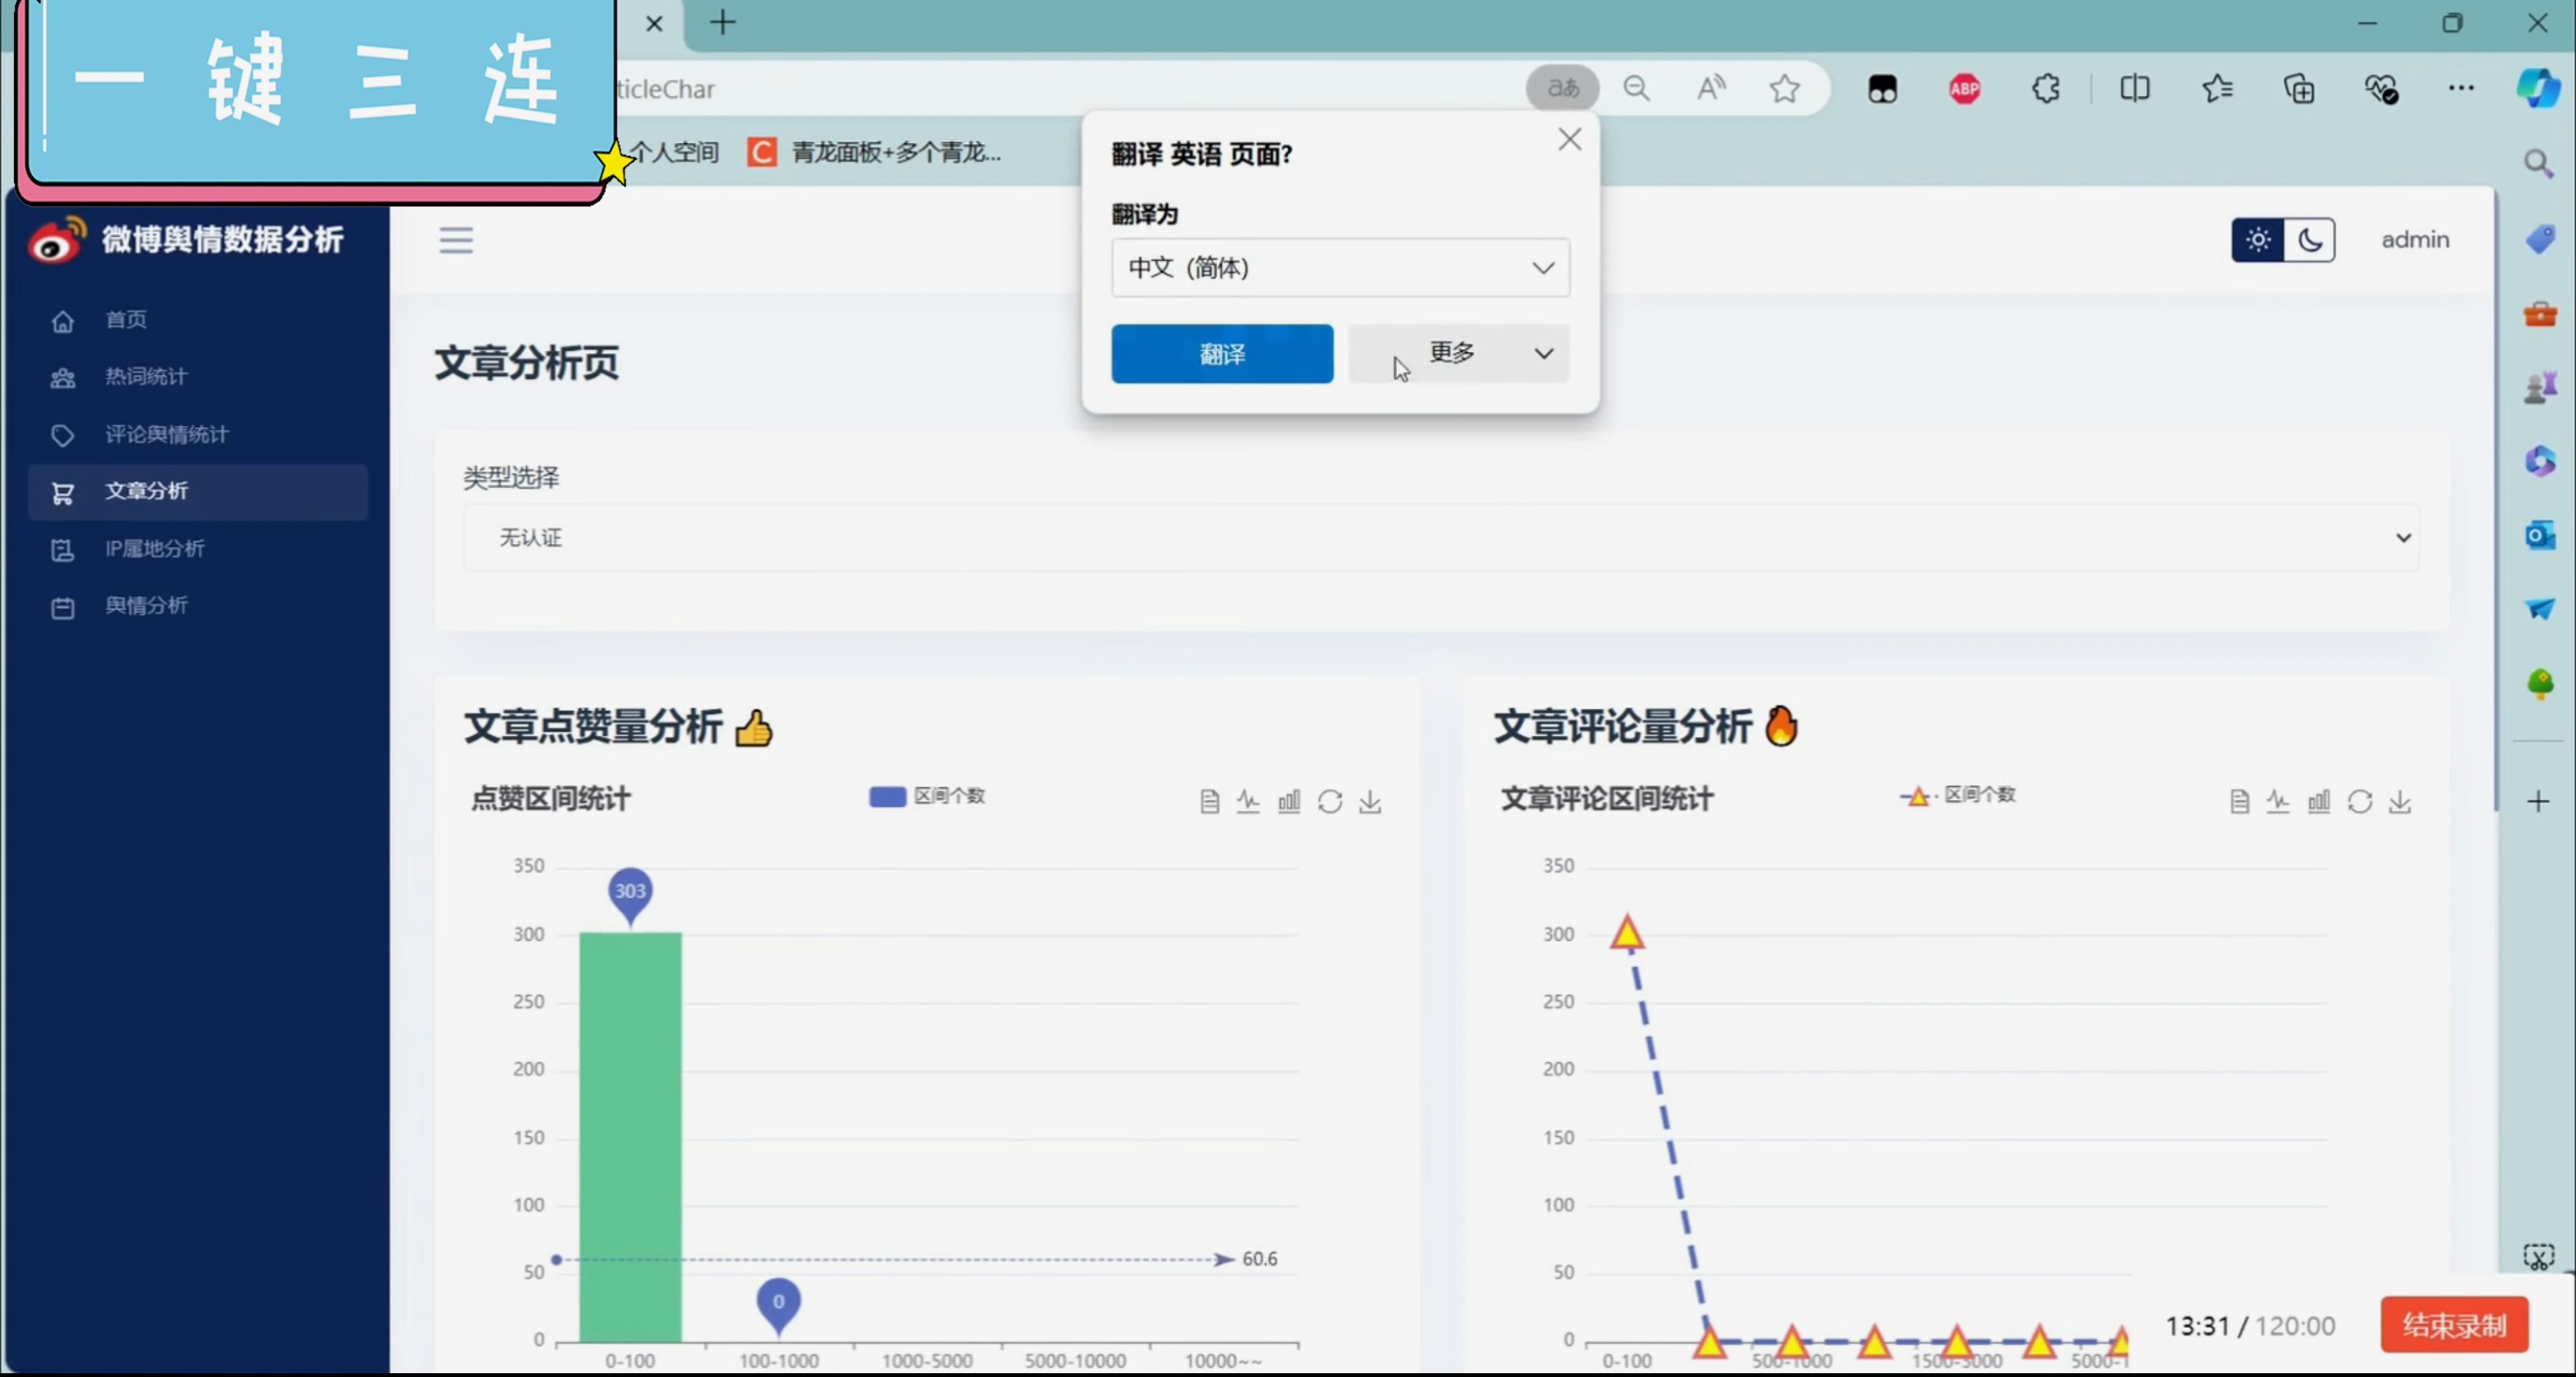 一键三连
ticleChar
aあ
A
ABP
个人空间
C 青龙面板+多个青龙...
翻译 英语 页面?
翻译为
中文 (简体)
翻译
更多
微博舆情数据分析
admin
首页
热词统计
评论舆情统计
文章分析
IP属地分析
舆情分析
文章分析页
类型选择
无认证
文章点赞量分析
点赞区间统计
区间个数
350
300
250
200
150
100
50
0
303
0
60.6
0-100
100-1000
1000-5000
5000-10000
10000~~
文章评论量分析
文章评论区间统计
区间个数
350
300
250
200
150
100
50
0
0-100
500-1000
1500-3000
5000-1
13:31 / 120:00
结束录制